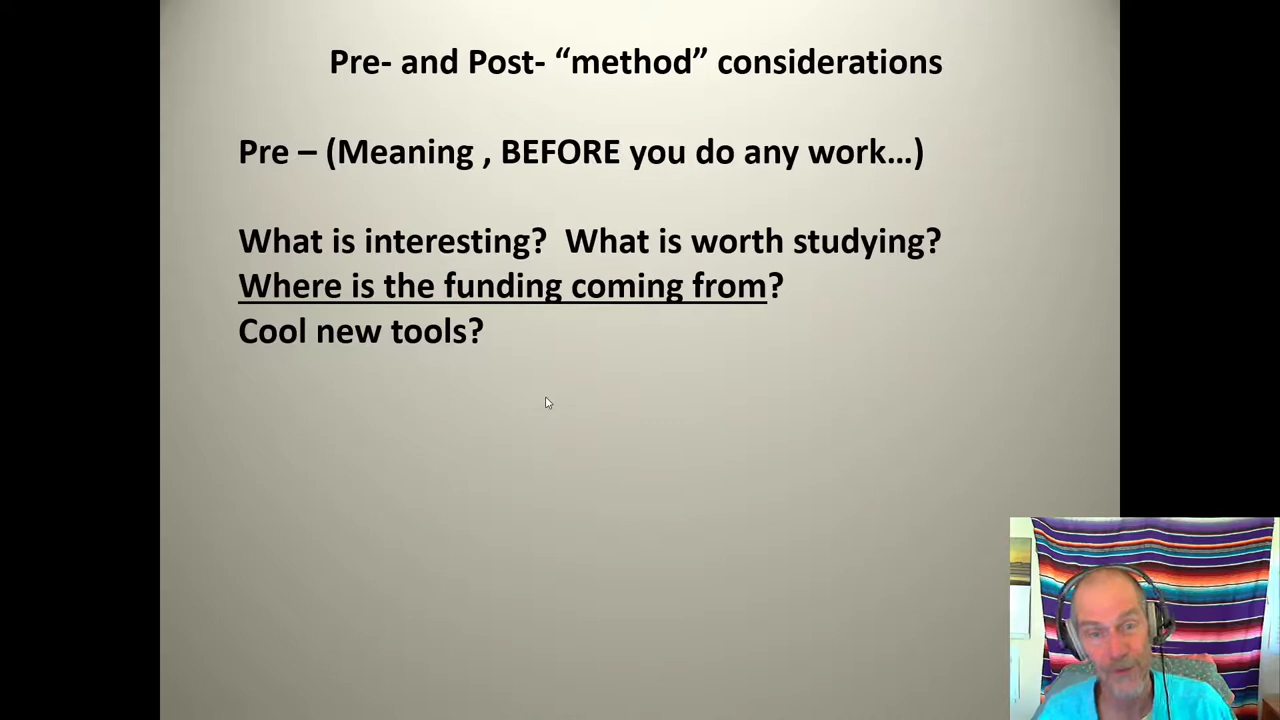 Pre- and Post- “method” considerations
Pre – (Meaning , BEFORE you do any work…)
What is interesting?  What is worth studying?
Where is the funding coming from?
Cool new tools?